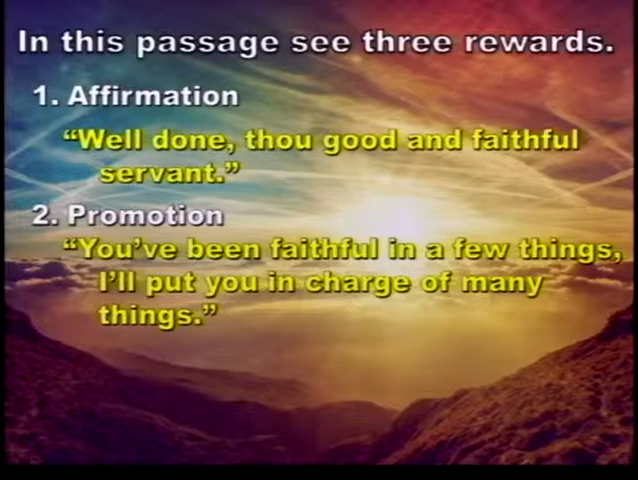 In this passage see three rewards.
1. Affirmation
“Well done, thou good and faithful
servant.”
2. Promotion
“You’ve been faithful in a few things,
I’ll put you in charge of many
things.”